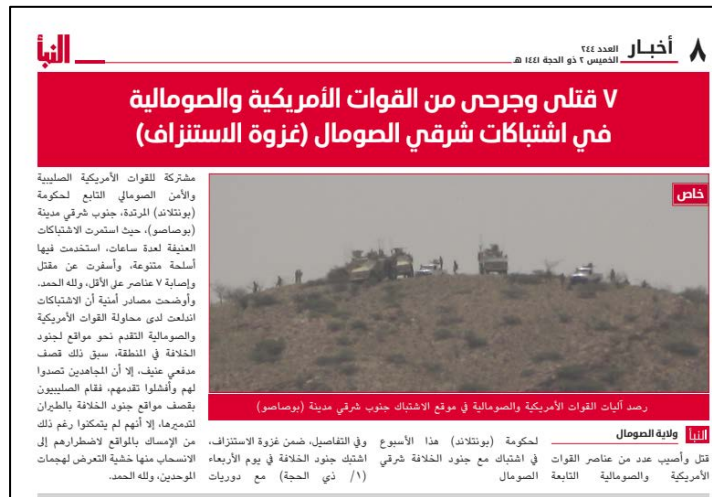 ٨
أخبـار
العدد ٢٤٤
الخميس ٢ ذو الحجة ١٤٤١ هـ
النبأ
٧ قتلى وجرحى من القوات الأمريكية والصومالية
في اشتباكات شرقي الصومال (غزوة الاستنزاف)
خاص
رصد آليات القوات الأمريكية والصومالية في موقع الاشتباك جنوب شرقي مدينة (بوصاصو)
النبأ ولاية الصومال
قتل وأصيب عدد من عناصر القوات
الأمريكية والصومالية التابعة
لحكومة (بونتلاند) هذا الأسبوع
في اشتباك مع جنود الخلافة شرقي
الصومال
وفي التفاصيل، ضمن غزوة الاستنزاف،
اشتبك جنود الخلافة في يوم الأربعاء
(١/ ذي الحجة) مع دوريات
مشتركة للقوات الأمريكية الصليبية
والأمن الصومالي التابع لحكومة
(بونتلاند) المرتدة، جنوب شرقي مدينة
(بوصاصو)، حيث استمرت الاشتباكات
العنيفة لعدة ساعات، استخدمت فيها
أسلحة متنوعة، وأسفرت عن مقتل
وإصابة ٧ عناصر على الأقل، ولله الحمد.
وأوضحت مصادر أمنية أن الاشتباكات
اندلعت لدى محاولة القوات الأمريكية
والصومالية التقدم نحو مواقع لجنود
الخلافة في المنطقة، سبق ذلك قصف
مدفعي عنيف، إلا أن المجاهدين تصدوا
لهم وأفشلوا تقدمهم، فقام الصليبيون
بقصف مواقع جنود الخلافة بالطيران
لتدميرها، إلا أنهم لم يتمكنوا رغم ذلك
من الإمساك بالمواقع لاضطرارهم إلى
الانسحاب منها خشية التعرض لهجمات
الموحدين، ولله الحمد.